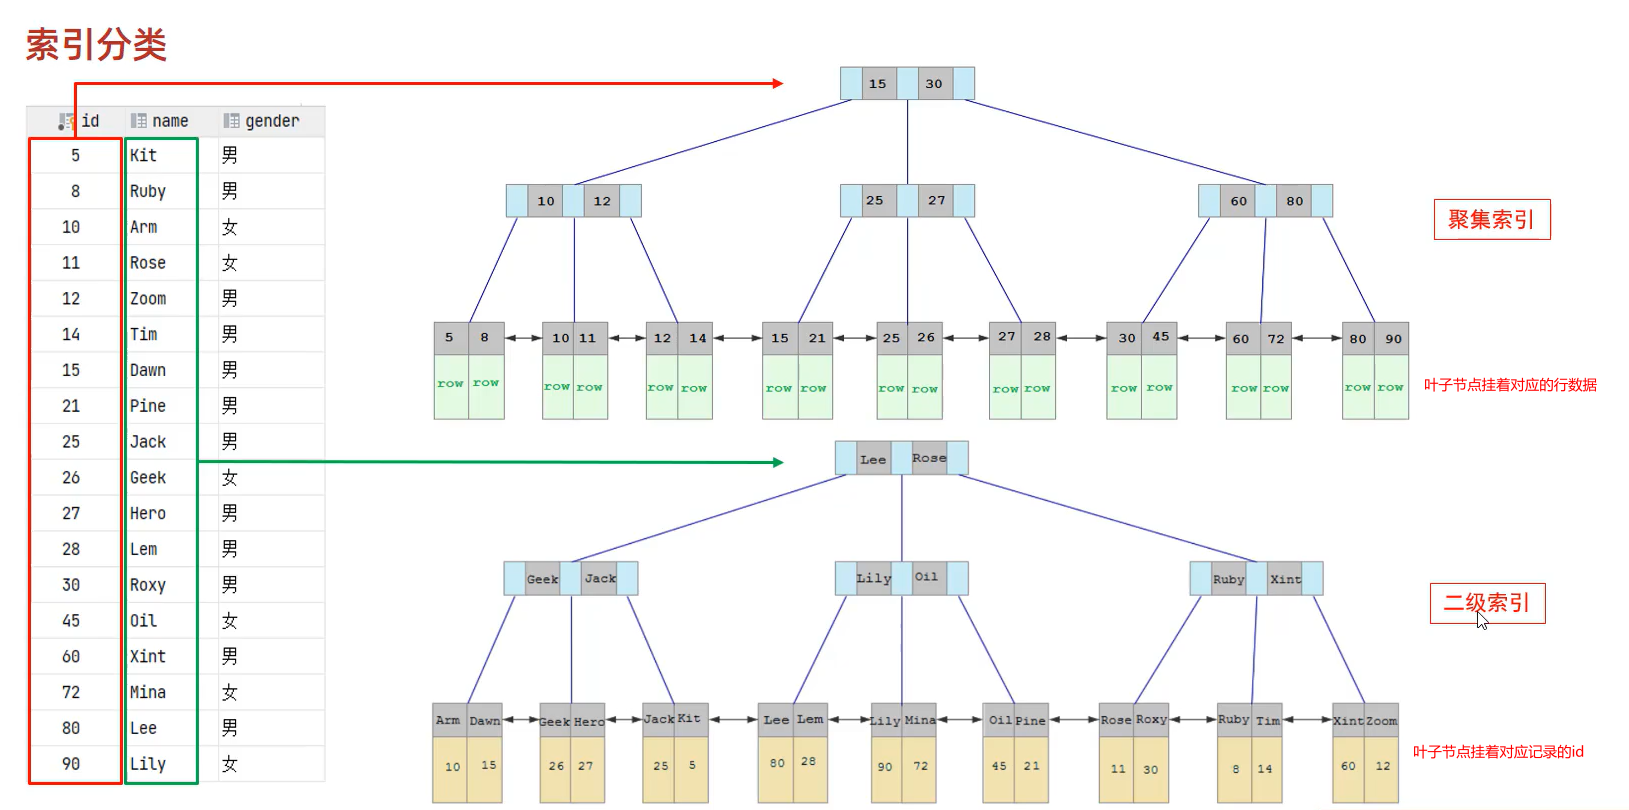 索引分类
id name gender
5 Kit 男
8 Ruby 男
10 Arm 女
11 Rose 女
12 Zoom 男
14 Tim 男
15 Dawn 男
21 Pine 男
25 Jack 男
26 Geek 女
27 Hero 男
28 Lem 男
30 Roxy 男
45 Oil 女
60 Xint 男
72 Mina 女
80 Lee 男
90 Lily 女
15 30
10 12 25 27 60 80
聚集索引
5 8 10 11 12 14 15 21 25 26 27 28 30 45 60 72 80 90
row row row row row row row row row row row row row row row row row row
叶子节点挂着对应的行数据
Lee Rose
Geek Jack Lily Oil Ruby Xint
二级索引
Arm Dawn Geek Hero Jack Kit Lee Lem Lily Mina Oil Pine Rose Roxy Ruby Tim Xint Zoom
10 15 26 27 25 5 80 28 90 72 45 21 11 30 8 14 60 12
叶子节点挂着对应记录的id